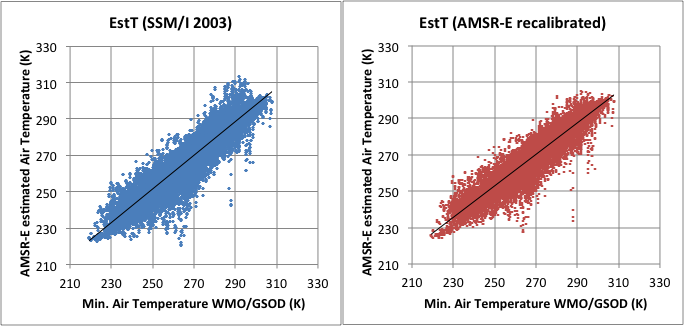 EstT (SSM/I 2003)
AMSR-E estimated Air Temperature (K)
330
310
290
270
250
230
210
210 230 250 270 290 310 330
Min. Air Temperature WMO/GSOD (K)
EstT (AMSR-E recalibrated)
AMSR-E estimated Air Temperature (K)
330
310
290
270
250
230
210
210 230 250 270 290 310 330
Min. Air Temperature WMO/GSOD (K)